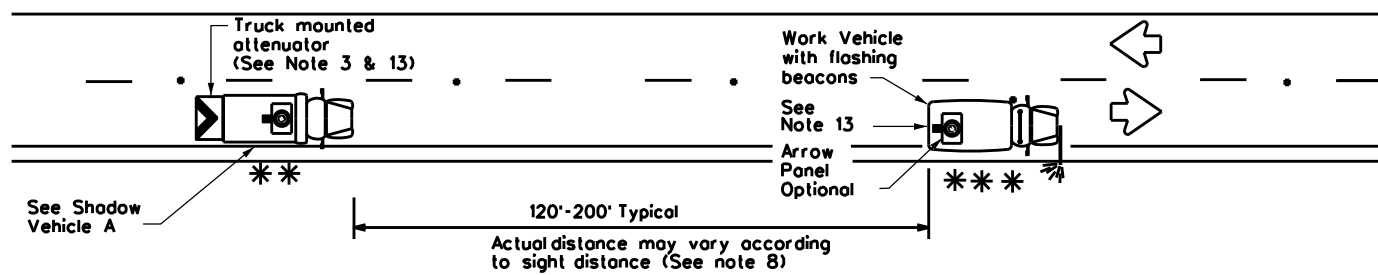 Truck mounted
attenuator
(See Note 3 & 13)
Work Vehicle
with flashing
beacons
See
Note 13
Arrow
Panel
Optional
See Shadow
Vehicle A
120'-200' Typical
Actual distance may vary according
to sight distance (See note 8)